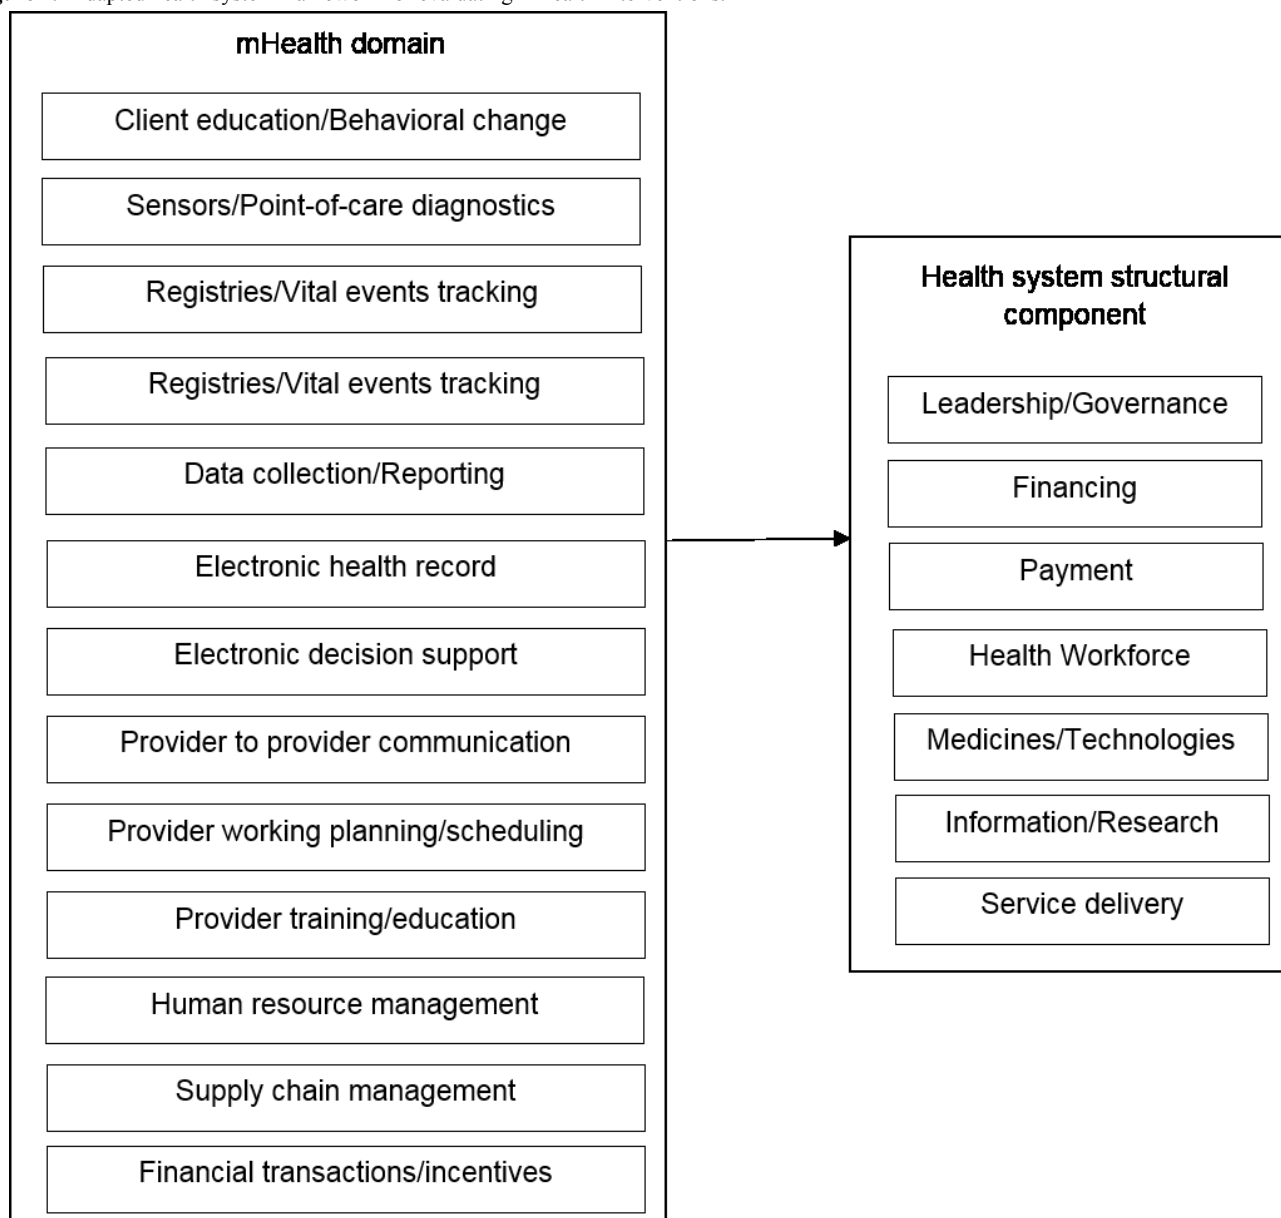 mHealth domain
Client education/Behavioral change
Sensors/Point-of-care diagnostics
Registries/Vital events tracking
Registries/Vital events tracking
Data collection/Reporting
Electronic health record
Electronic decision support
Provider to provider communication
Provider working planning/scheduling
Provider training/education
Human resource management
Supply chain management
Financial transactions/incentives
Health system structural
component
Leadership/Governance
Financing
Payment
Health Workforce
Medicines/Technologies
Information/Research
Service delivery